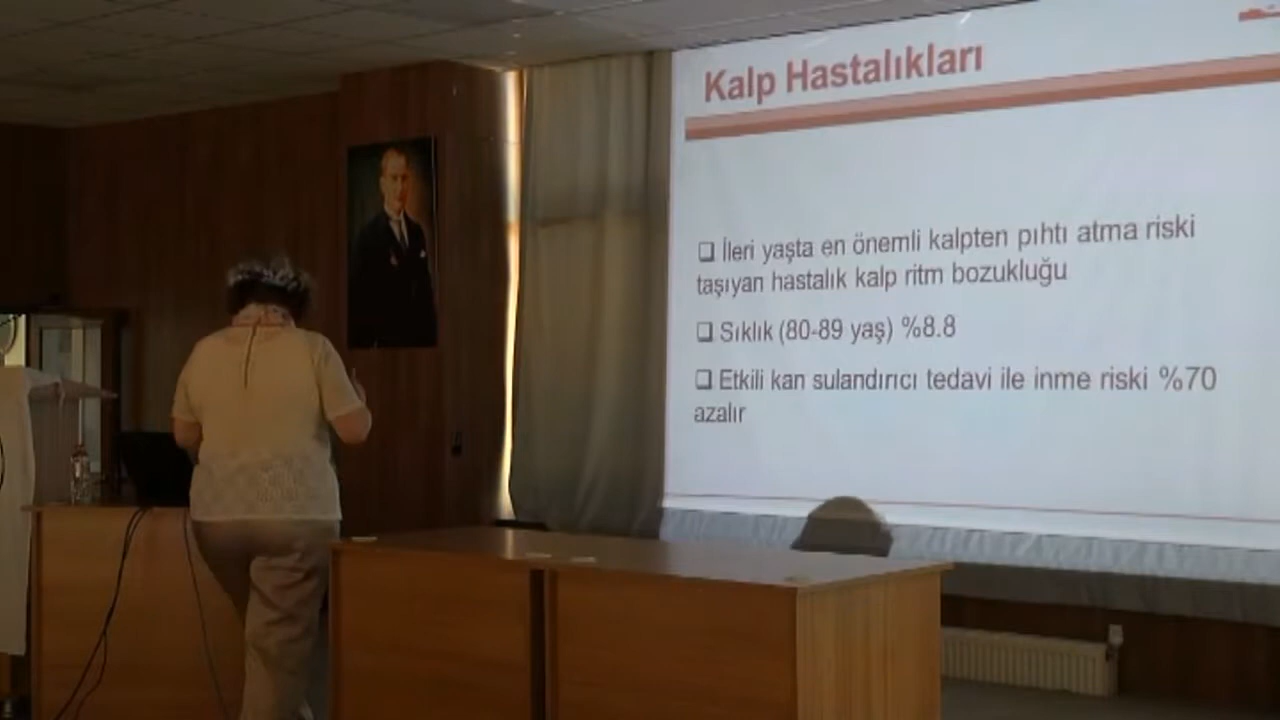 Kalp Hastalıkları
❑ İleri yaşta en önemli kalpten pıhtı atma riski
taşıyan hastalık kalp ritm bozukluğu
❑ Sıklık (80-89 yaş) %8.8
❑ Etkili kan sulandırıcı tedavi ile inme riski %70
azalır